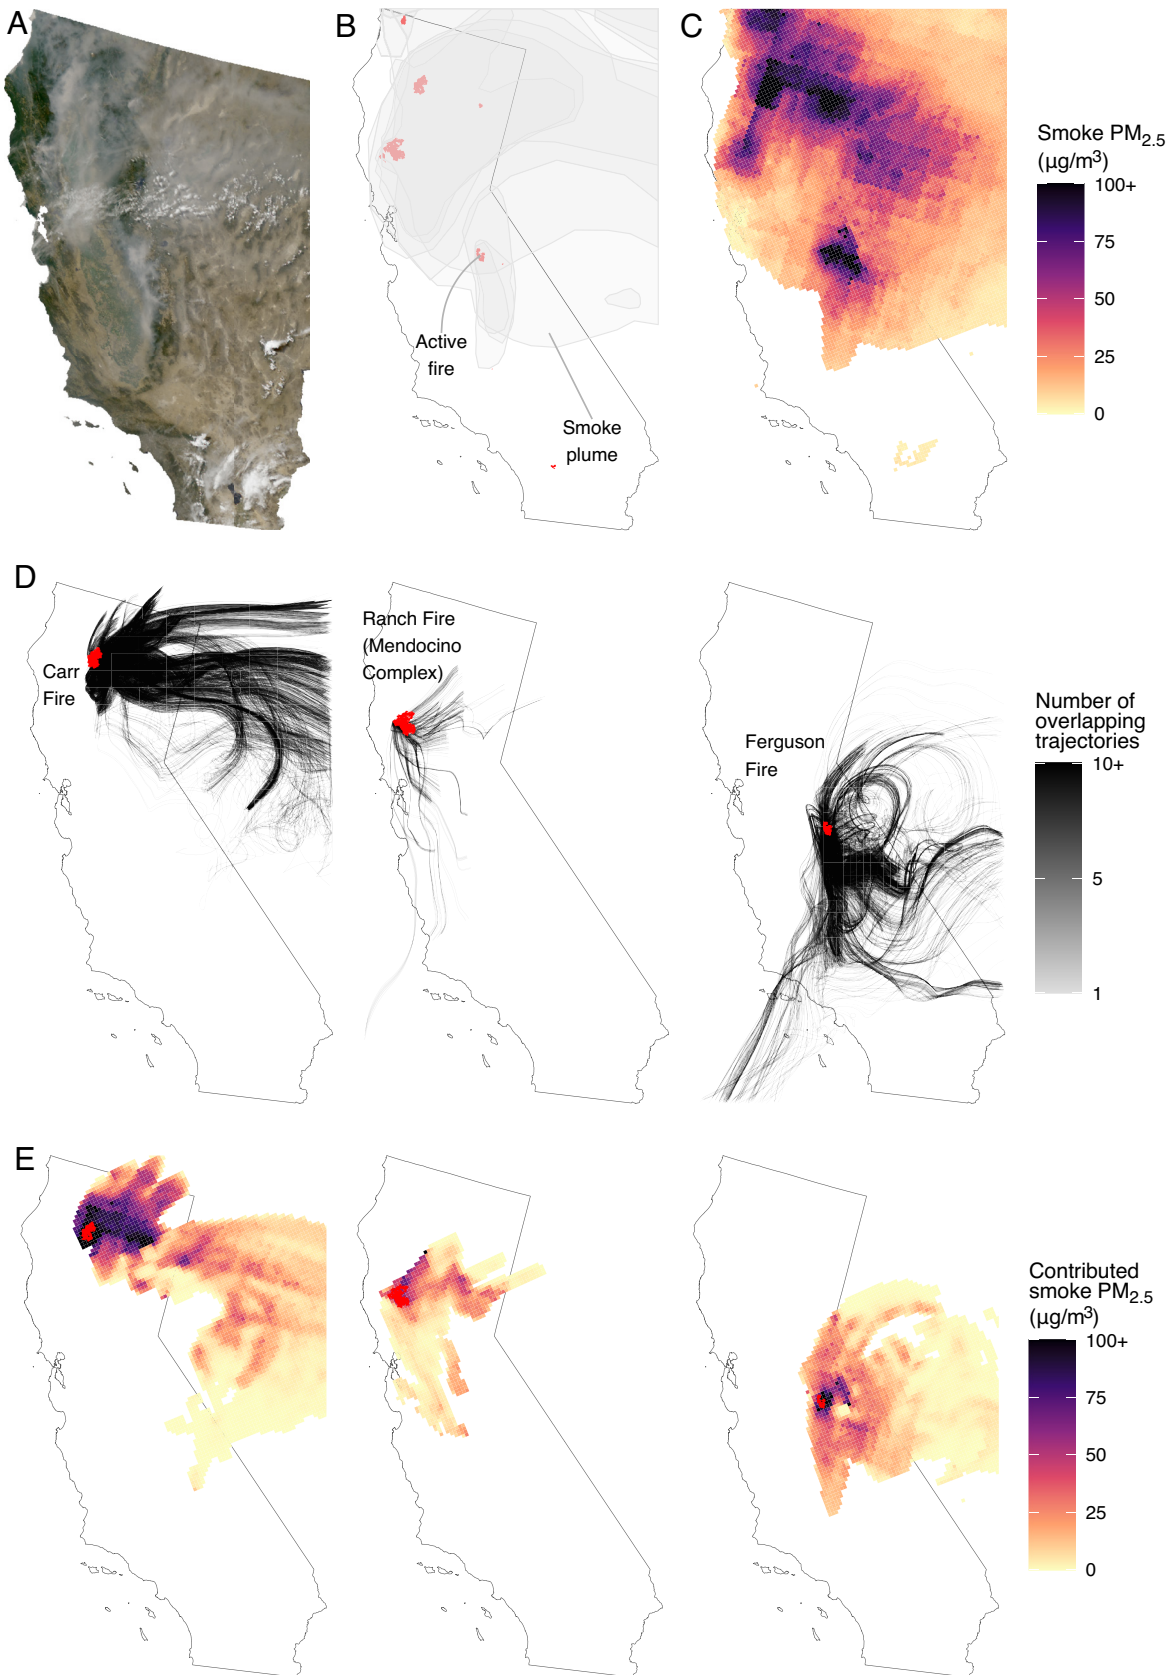 A
B
C
Active
fire
Smoke
plume
Smoke PM2.5
(µg/m³)
100+
75
50
25
0
D
Carr
Fire
Ranch Fire
(Mendocino
Complex)
Ferguson
Fire
Number of
overlapping
trajectories
10+
5
1
E
Contributed
smoke PM2.5
(µg/m³)
100+
75
50
25
0